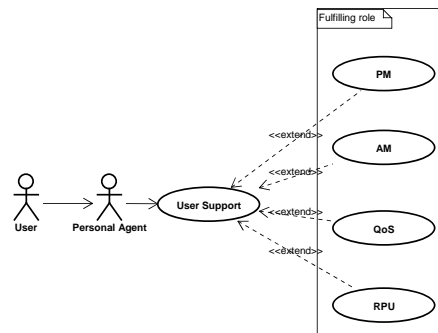 Fulfilling role
PM
<<extend>>
AM
<<extend>>
User Support
<<extend>>
User
Personal Agent
QoS
<<extend>>
RPU